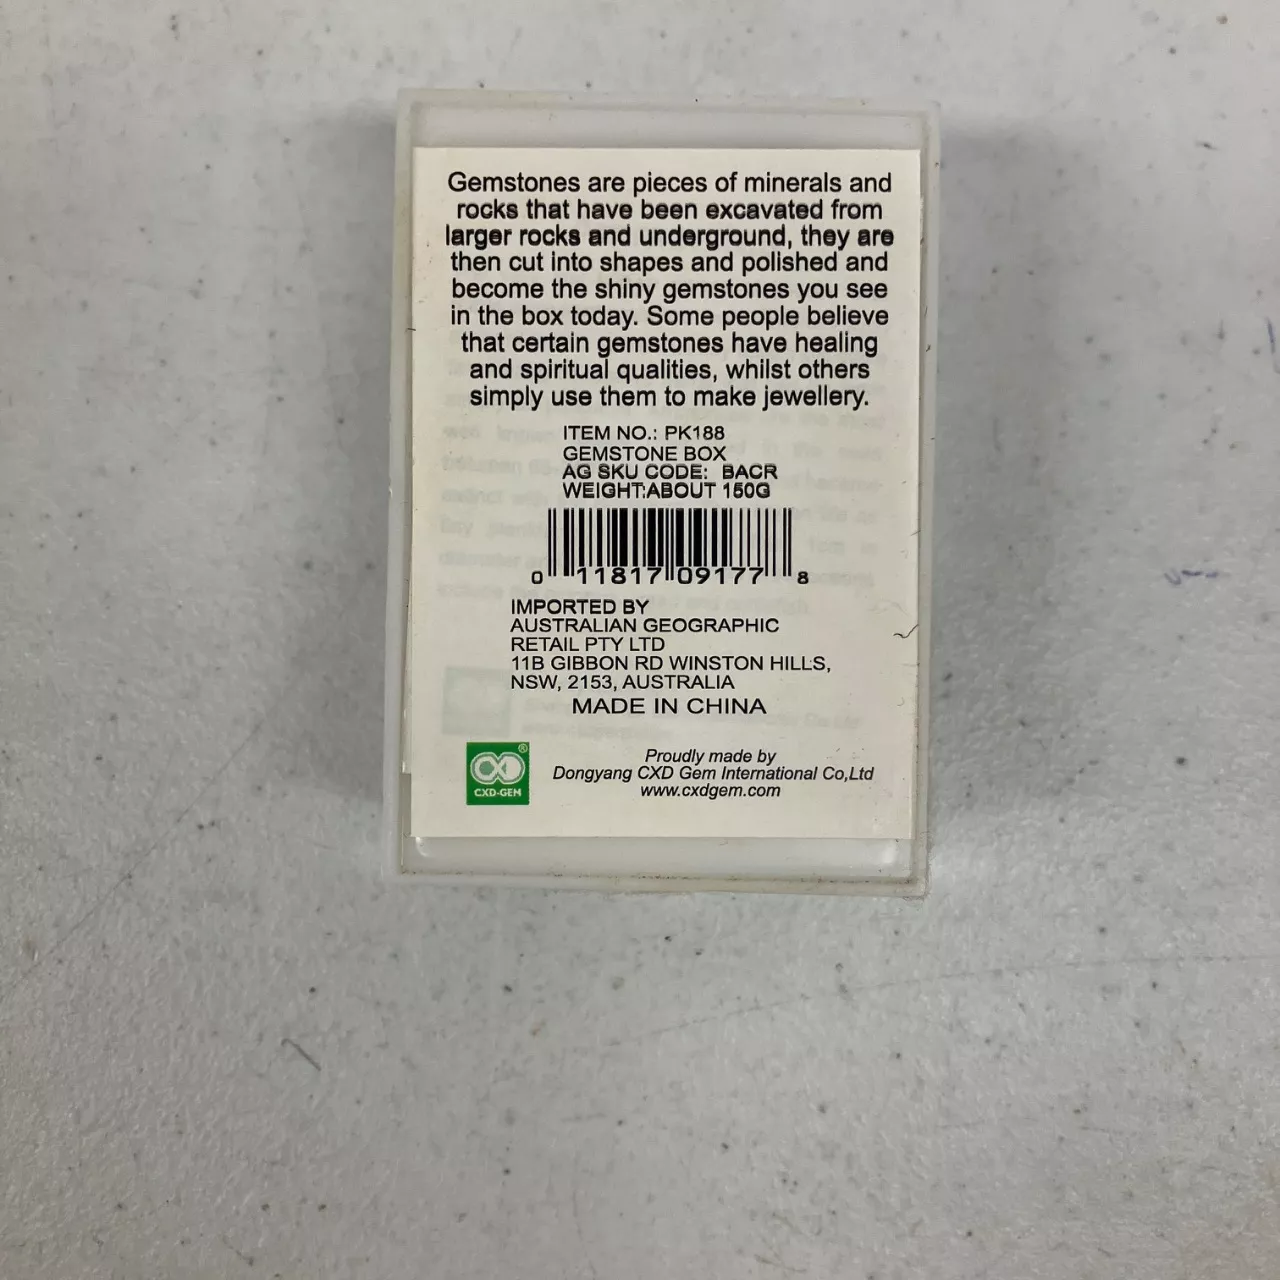 Gemstones are pieces of minerals and
rocks that have been excavated from
larger rocks and underground, they are
then cut into shapes and polished and
become the shiny gemstones you see
in the box today. Some people believe
that certain gemstones have healing
and spiritual qualities, whilst others
simply use them to make jewellery.
ITEM NO.: PK188
GEMSTONE BOX
AG SKU CODE: BACR
WEIGHT:ABOUT 150G
0 11817 09177 8
IMPORTED BY
AUSTRALIAN GEOGRAPHIC
RETAIL PTY LTD
11B GIBBON RD WINSTON HILLS,
NSW, 2153, AUSTRALIA
MADE IN CHINA
®
CXD-GEM
Proudly made by
Dongyang CXD Gem International Co,Ltd
www.cxdgem.com